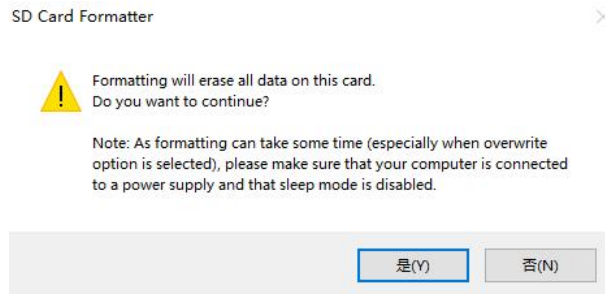 SD Card Formatter
Formatting will erase all data on this card.
Do you want to continue?
Note: As formatting can take some time (especially when overwrite
option is selected), please make sure that your computer is connected
to a power supply and that sleep mode is disabled.
是(Y) 否(N)